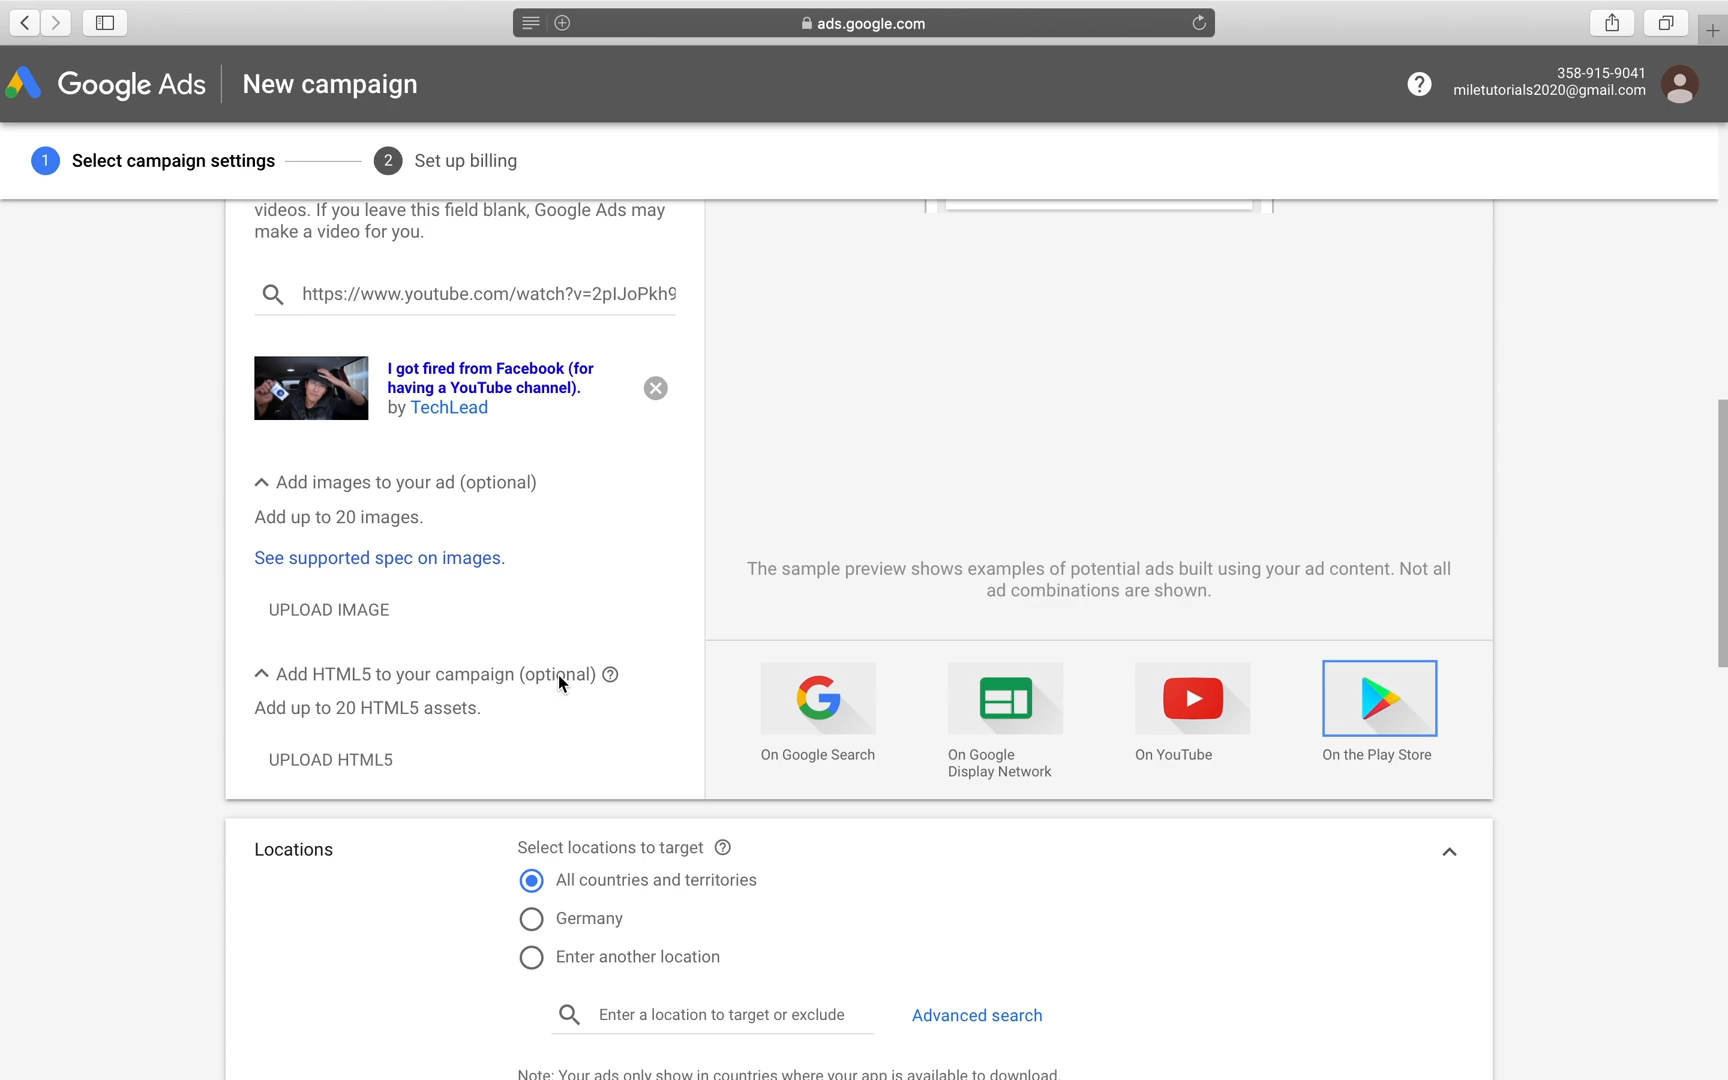 ads.google.com
Google Ads
New campaign
358-915-9041
miletutorials2020@gmail.com
1 Select campaign settings
2 Set up billing
videos. If you leave this field blank, Google Ads may
make a video for you.
https://www.youtube.com/watch?v=2pIJoPkh9
I got fired from Facebook (for
having a YouTube channel).
by TechLead
Add images to your ad (optional)
Add up to 20 images.
See supported spec on images.
UPLOAD IMAGE
Add HTML5 to your campaign (optional)
Add up to 20 HTML5 assets.
UPLOAD HTML5
The sample preview shows examples of potential ads built using your ad content. Not all
ad combinations are shown.
On Google Search
On Google
Display Network
On YouTube
On the Play Store
Locations
Select locations to target
All countries and territories
Germany
Enter another location
Enter a location to target or exclude
Advanced search
Note: Your ads only show in countries where your app is available to download.